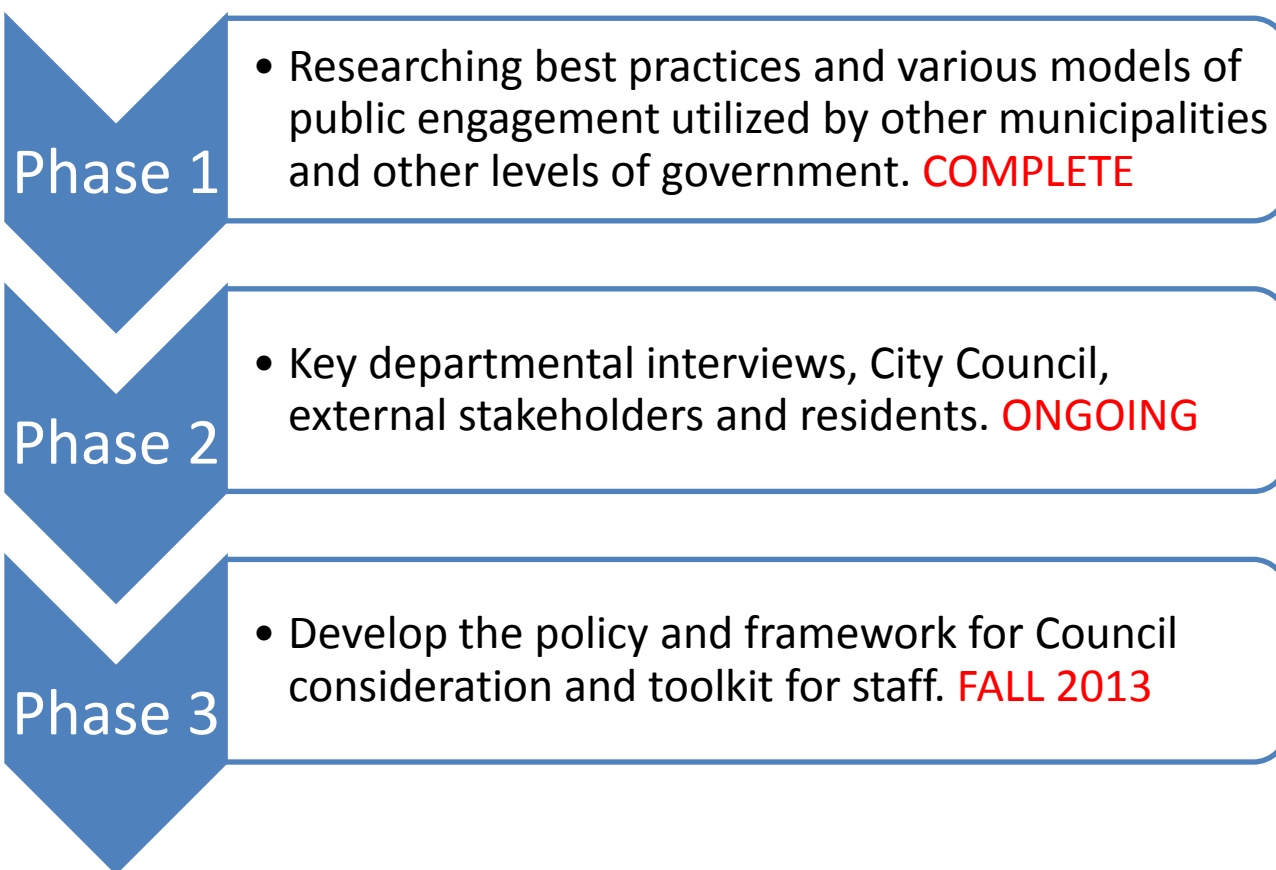 Phase 1
• Researching best practices and various models of
public engagement utilized by other municipalities
and other levels of government. COMPLETE
Phase 2
• Key departmental interviews, City Council,
external stakeholders and residents. ONGOING
Phase 3
• Develop the policy and framework for Council
consideration and toolkit for staff. FALL 2013